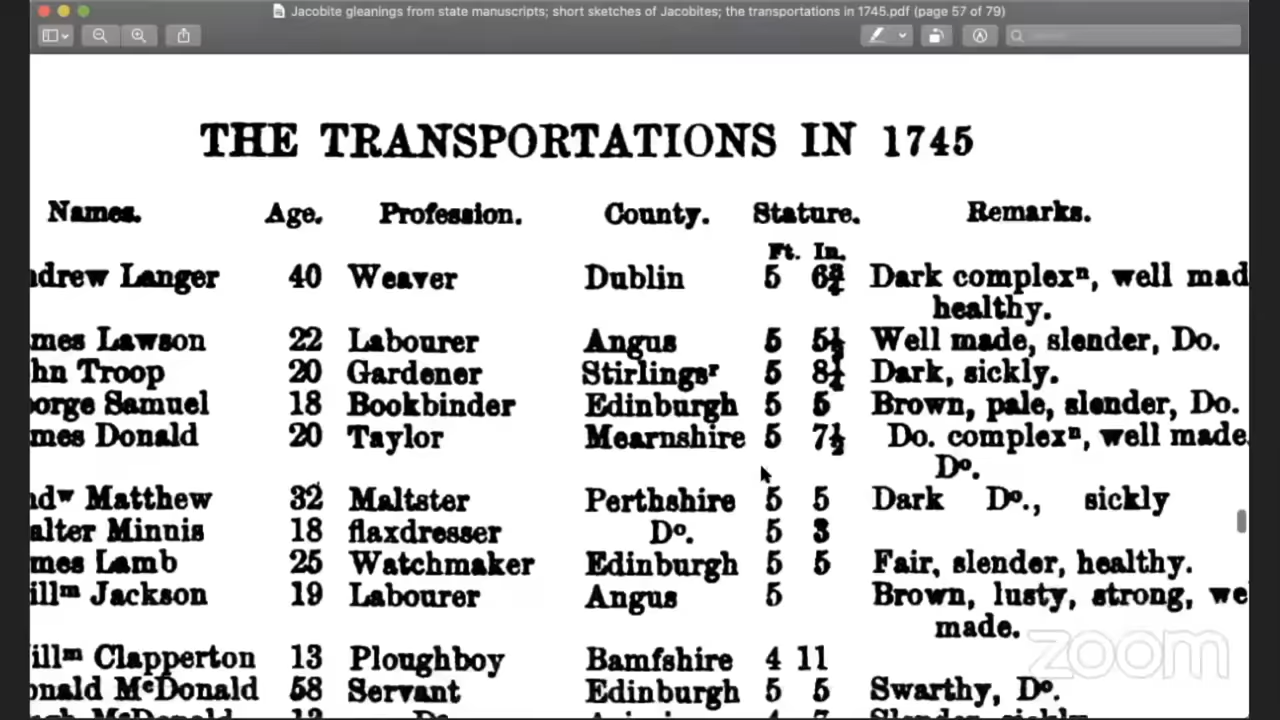 Jacobite gleanings from state manuscripts; short sketches of Jacobites; the transportations in 1745.pdf (page 57 of 79)
THE TRANSPORTATIONS IN 1745
Names. Age. Profession. County. Stature. Remarks.
Ft. In.
ndrew Langer 40 Weaver Dublin 5 6¾ Dark complexⁿ, well mad
healthy.
mes Lawson 22 Labourer Angus 5 5½ Well made, slender, Do.
hn Troop 20 Gardener Stirlingsʳ 5 Dark, sickly.
orge Samuel 18 Bookbinder Edinburgh 5 5 Brown, pale, slender, Do.
mes Donald 20 Taylor Mearnshire 5 7½ Do. complexⁿ, well made
Dº.
ndʷ Matthew 32 Maltster Perthshire 5 5 Dark Dº., sickly
alter Minnis 18 flaxdresser Dº. 5 3
mes Lamb 25 Watchmaker Edinburgh 5 5 Fair, slender, healthy.
illᵐ Jackson 19 Labourer Angus 5 Brown, lusty, strong, we
made.
illᵐ Clapperton 13 Ploughboy Bamfshire 4 11
onald MᶜDonald 58 Servant Edinburgh 5 5 Swarthy, Dº.
zoom